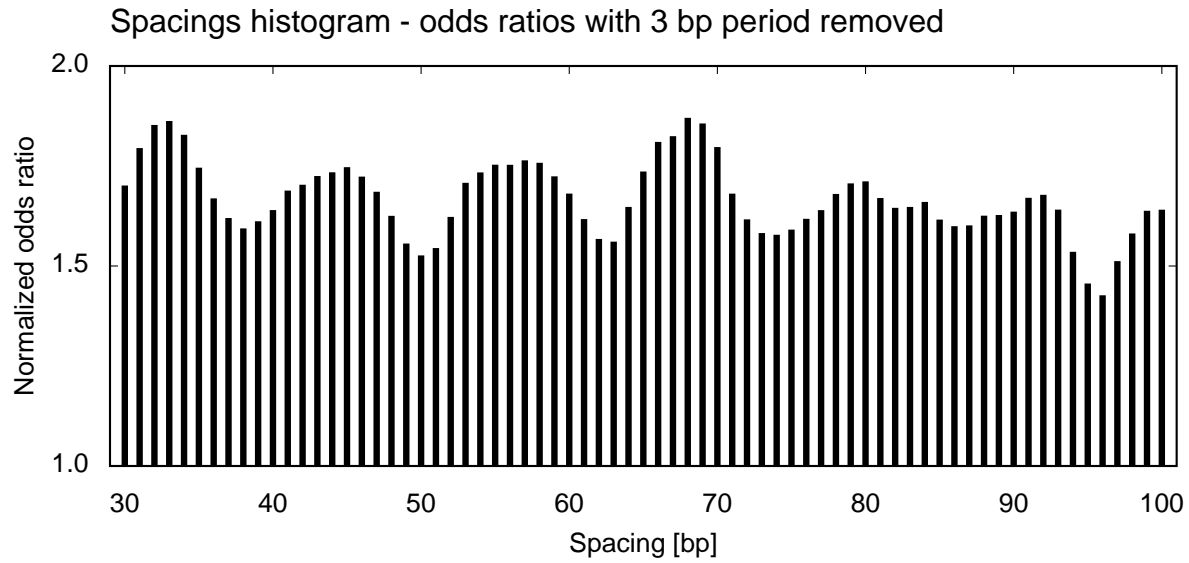 Spacings histogram - odds ratios with 3 bp period removed
2.0
1.5
1.0
Normalized odds ratio
30 40 50 60 70 80 90 100
Spacing [bp]